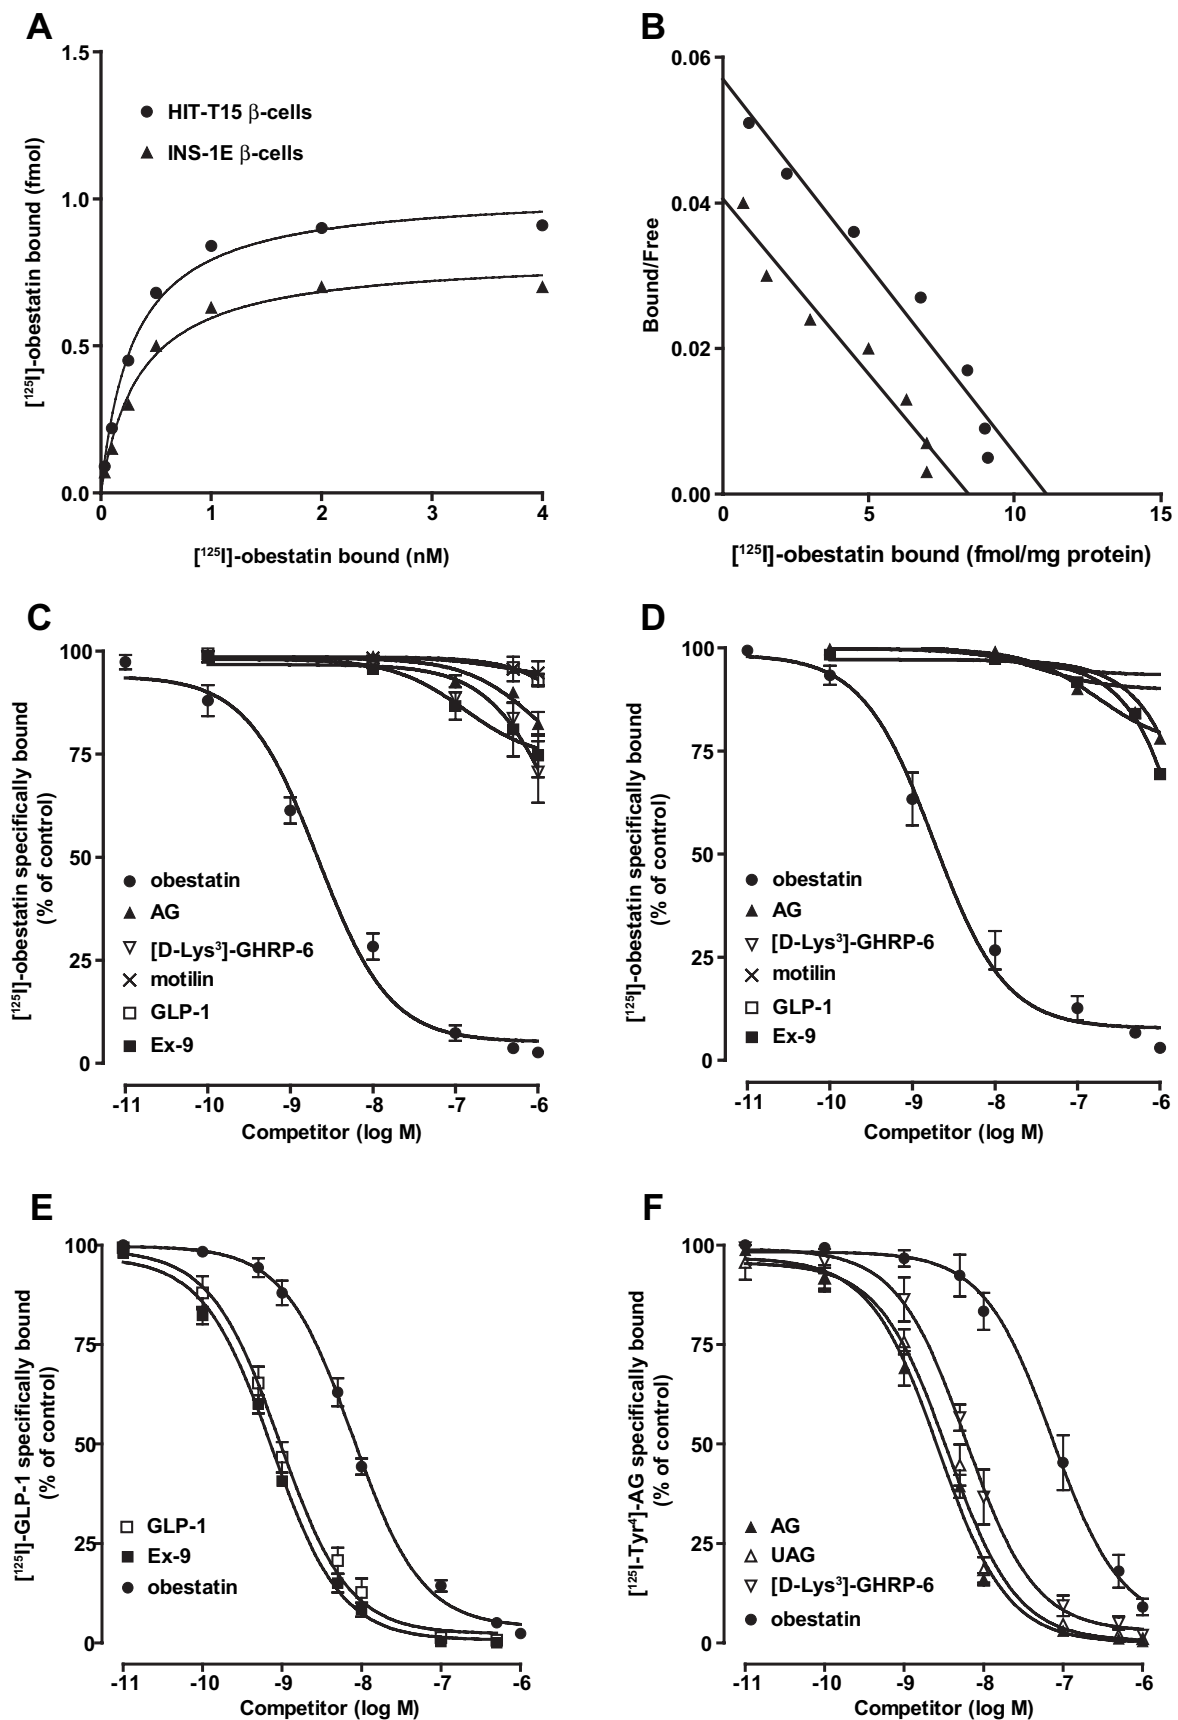 A
B
1.5
1.0
0.5
0.0
0 1 2 3 4
HIT-T15 β-cells
INS-1E β-cells
[¹²⁵I]-obestatin bound (fmol)
[¹²⁵I]-obestatin bound (nM)
0.06
0.04
0.02
0.00
0 5 10 15
Bound/Free
[¹²⁵I]-obestatin bound (fmol/mg protein)
C
D
100
75
50
25
0
-11 -10 -9 -8 -7 -6
obestatin
AG
[D-Lys³]-GHRP-6
motilin
GLP-1
Ex-9
[¹²⁵I]-obestatin specifically bound
(% of control)
Competitor (log M)
100
75
50
25
0
-11 -10 -9 -8 -7 -6
obestatin
AG
[D-Lys³]-GHRP-6
motilin
GLP-1
Ex-9
[¹²⁵I]-obestatin specifically bound
(% of control)
Competitor (log M)
E
F
100
75
50
25
0
-11 -10 -9 -8 -7 -6
GLP-1
Ex-9
obestatin
[¹²⁵I]-GLP-1 specifically bound
(% of control)
Competitor (log M)
100
75
50
25
0
-11 -10 -9 -8 -7 -6
AG
UAG
[D-Lys³]-GHRP-6
obestatin
[¹²⁵I-Tyr⁴]-AG specifically bound
(% of control)
Competitor (log M)